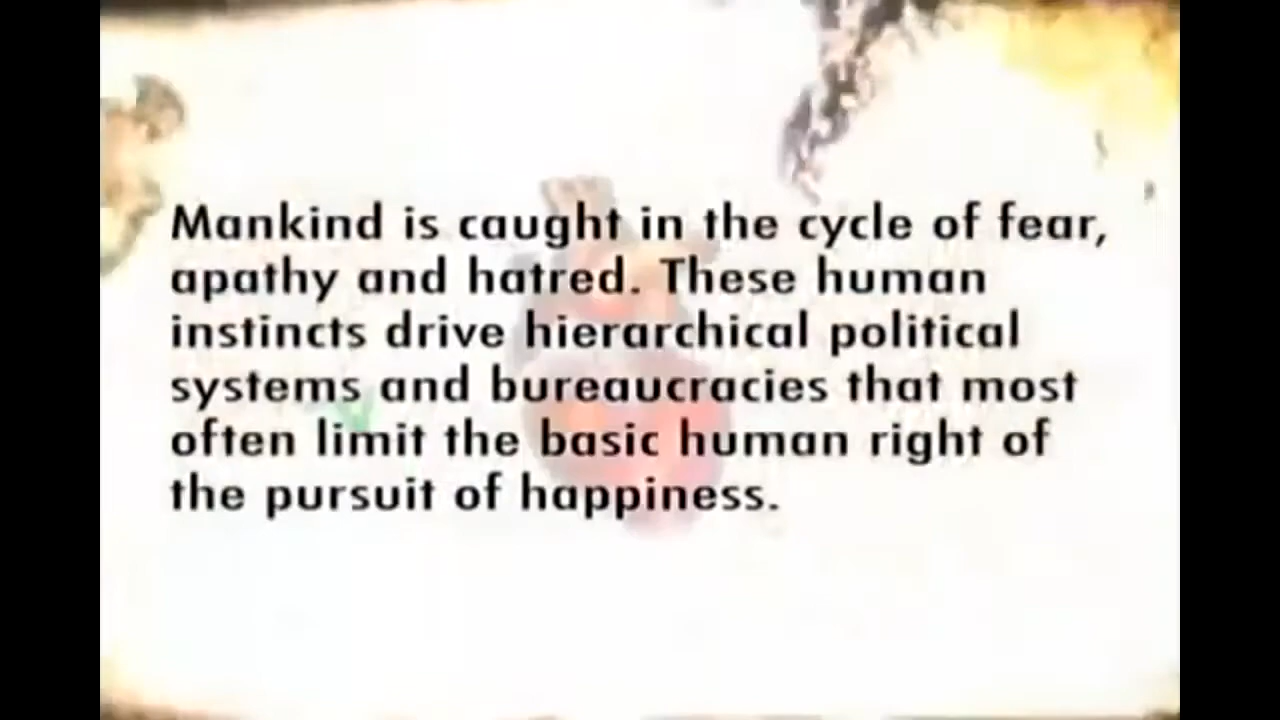 Mankind is caught in the cycle of fear,
apathy and hatred. These human
instincts drive hierarchical political
systems and bureaucracies that most
often limit the basic human right of
the pursuit of happiness.